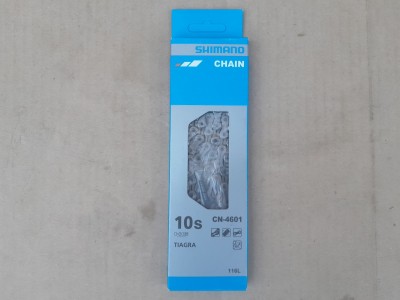 SHIMANO
CHAIN
10s
CN-4601
TIAGRA
116L